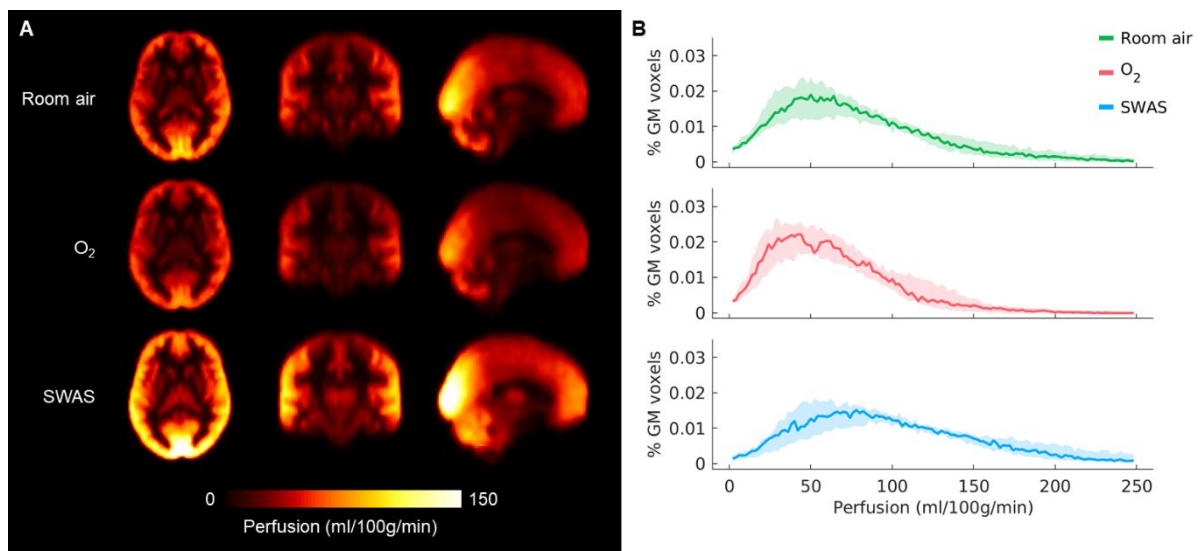 A
Room air
O2
SWAS
0 150
Perfusion (ml/100g/min)
B
Room air
O2
SWAS
% GM voxels
0.03
0.02
0.01
0
% GM voxels
0.03
0.02
0.01
0
% GM voxels
0.03
0.02
0.01
0
0 50 100 150 200 250
Perfusion (ml/100g/min)